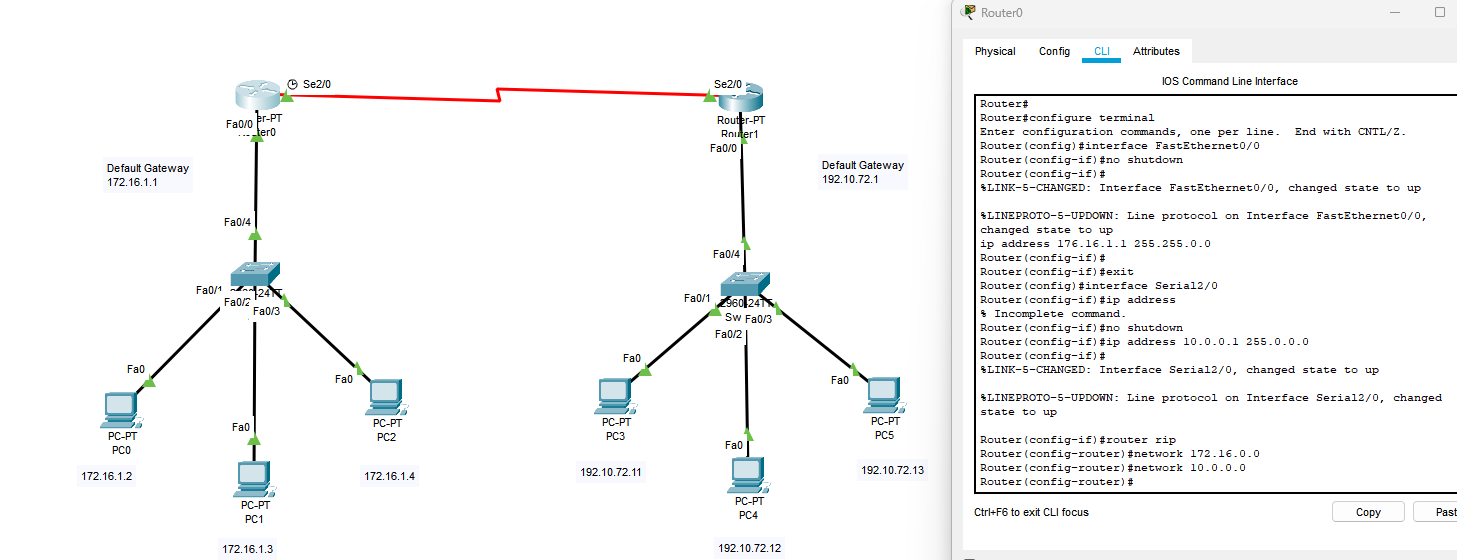 Router0
Physical Config CLI Attributes
IOS Command Line Interface
Router#
Router#configure terminal
Enter configuration commands, one per line. End with CNTL/Z.
Router(config)#interface FastEthernet0/0
Router(config-if)#no shutdown
Router(config-if)#
%LINK-5-CHANGED: Interface FastEthernet0/0, changed state to up
%LINEPROTO-5-UPDOWN: Line protocol on Interface FastEthernet0/0,
changed state to up
ip address 176.16.1.1 255.255.0.0
Router(config-if)#
Router(config-if)#exit
Router(config)#interface Serial2/0
Router(config-if)#ip address
% Incomplete command.
Router(config-if)#no shutdown
Router(config-if)#ip address 10.0.0.1 255.0.0.0
Router(config-if)#
%LINK-5-CHANGED: Interface Serial2/0, changed state to up
%LINEPROTO-5-UPDOWN: Line protocol on Interface Serial2/0, changed
state to up
Router(config-if)#router rip
Router(config-router)#network 172.16.0.0
Router(config-router)#network 10.0.0.0
Router(config-router)#
Ctrl+F6 to exit CLI focus
Copy
Past
Se2/0
er-PT
Fa0/0
Default Gateway
172.16.1.1
Fa0/4
Fa0/1
Fa0/2
Fa0/3
Fa0
PC-PT
PC0
172.16.1.2
Fa0
PC-PT
PC1
172.16.1.3
Fa0
PC-PT
PC2
172.16.1.4
Se2/0
Router-PT
Router1
Fa0/0
Default Gateway
192.10.72.1
Fa0/4
Fa0/1
2960-24TT
Sw
Fa0/3
Fa0/2
Fa0
PC-PT
PC3
192.10.72.11
Fa0
PC-PT
PC4
192.10.72.12
Fa0
PC-PT
PC5
192.10.72.13